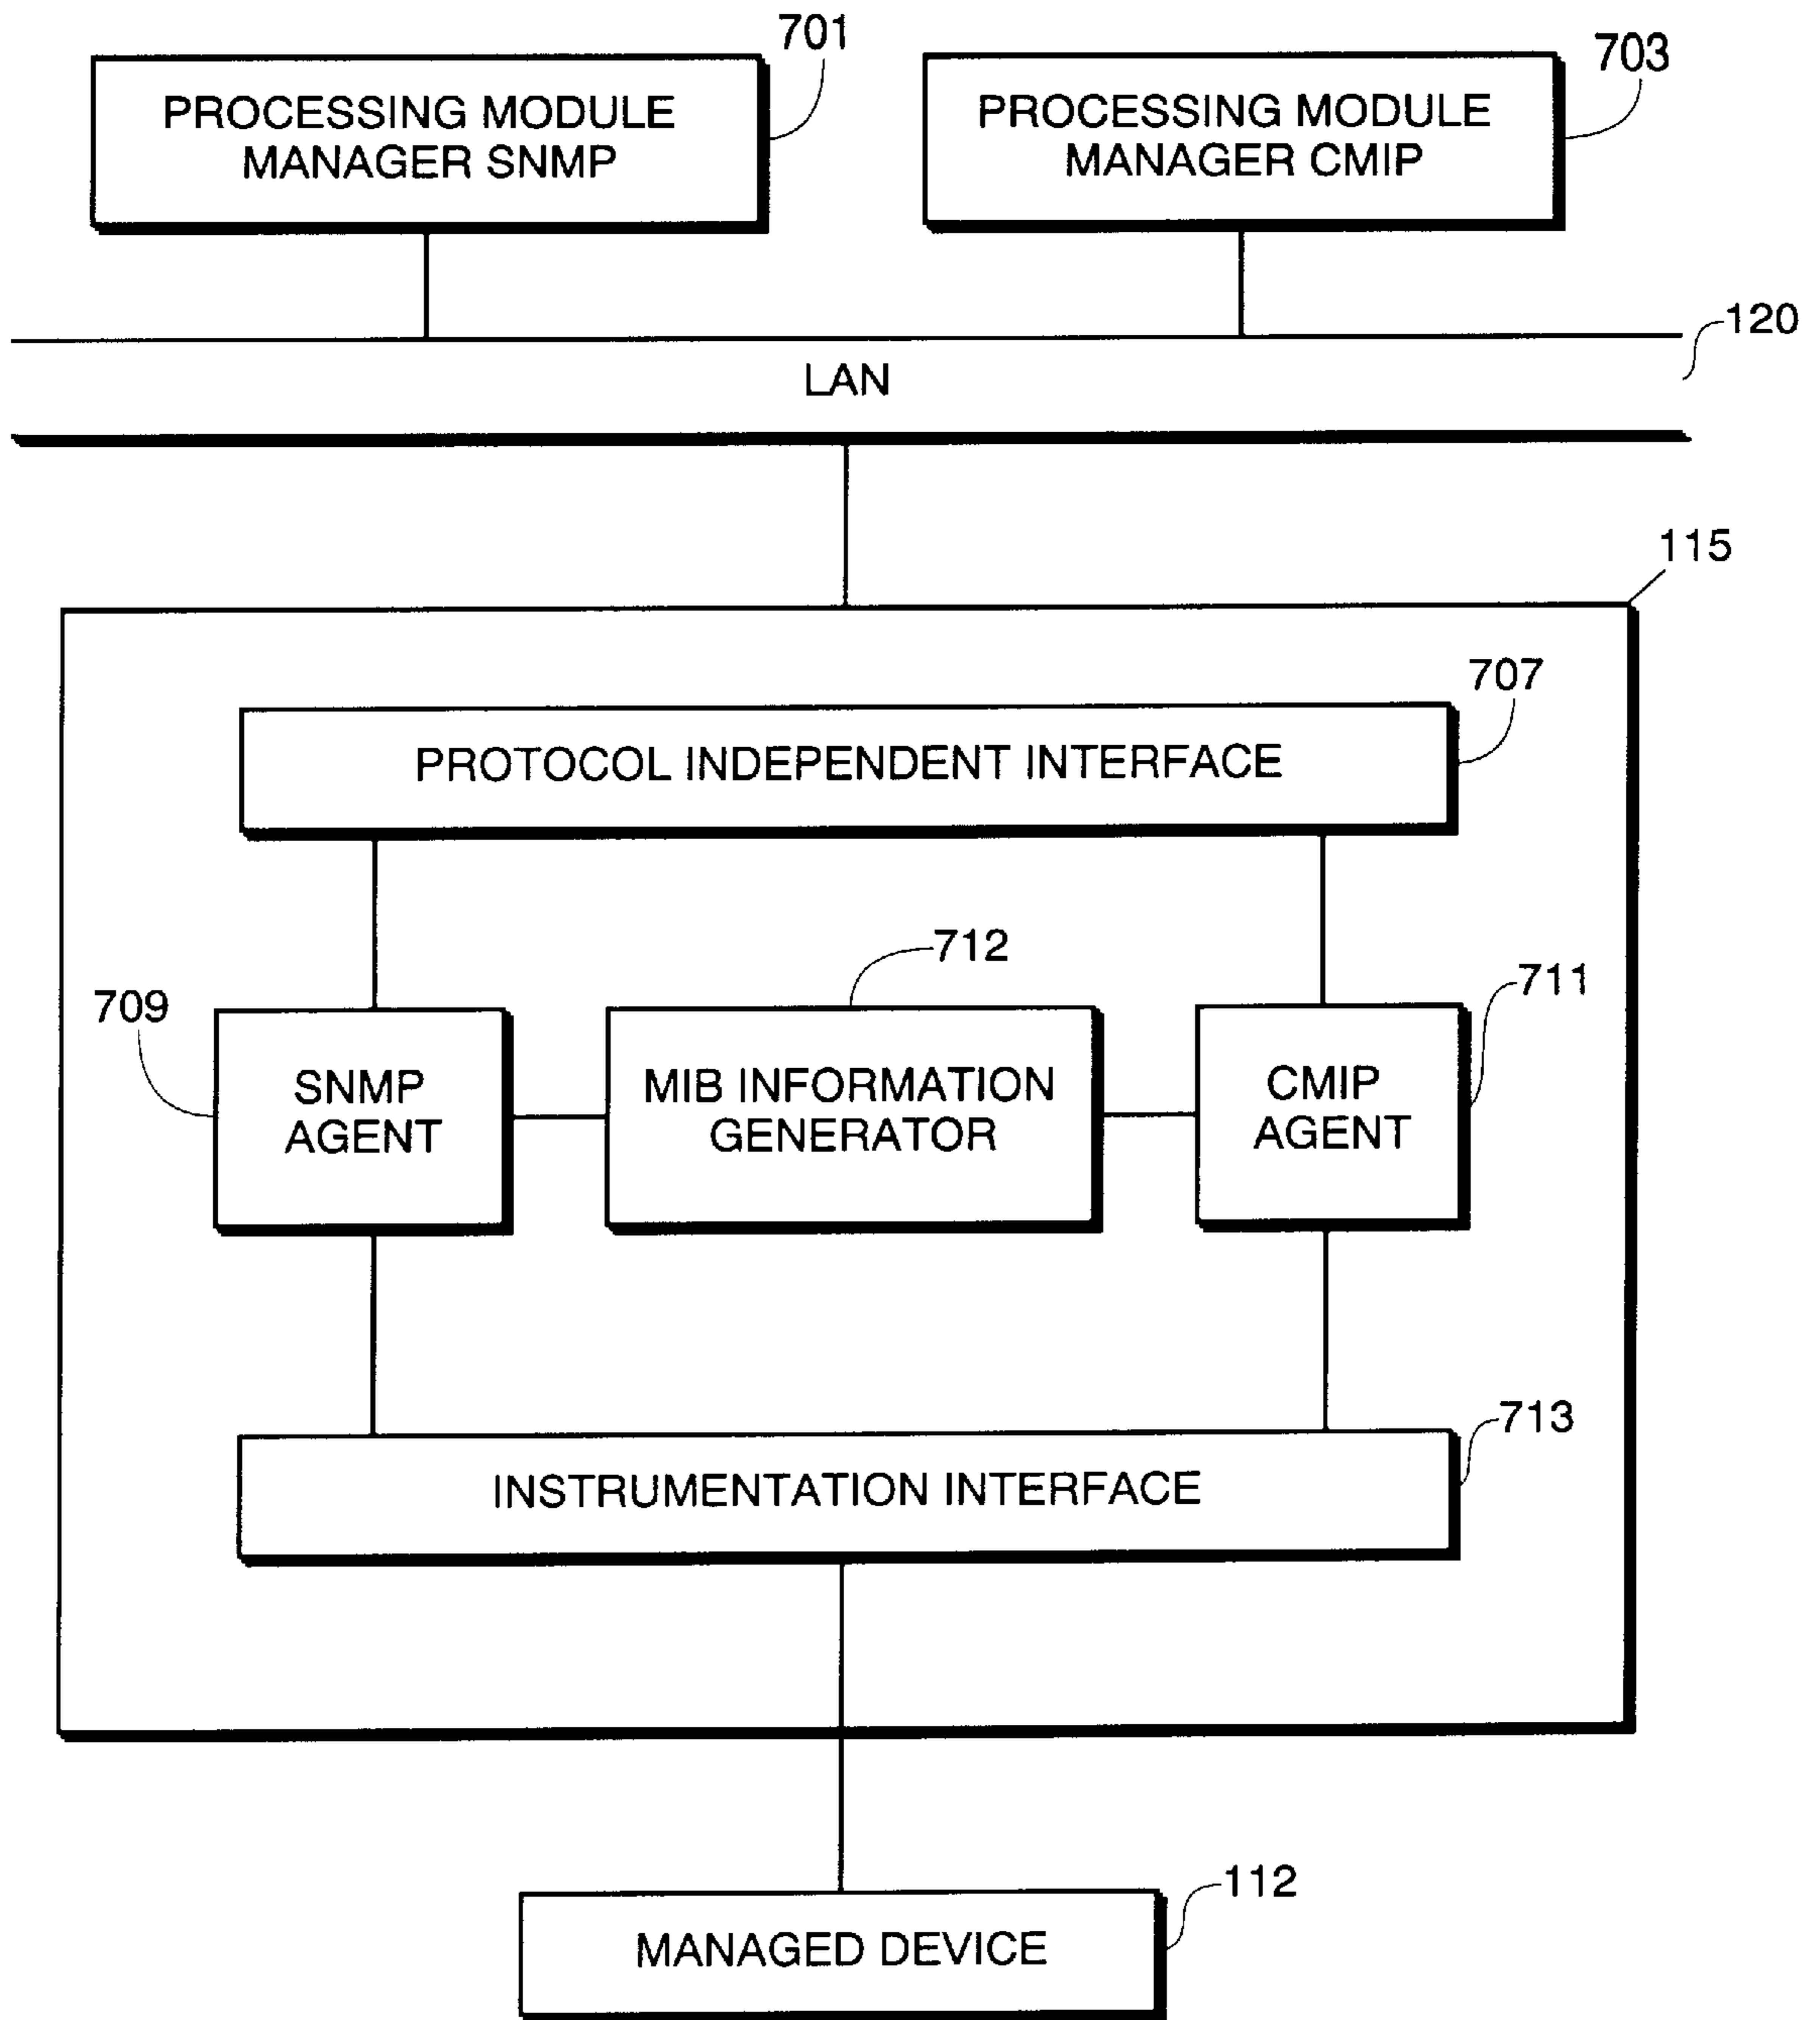 701
703
PROCESSING MODULE
MANAGER SNMP
PROCESSING MODULE
MANAGER CMIP
120
LAN
115
707
PROTOCOL INDEPENDENT INTERFACE
712
709
711
SNMP
AGENT
MIB INFORMATION
GENERATOR
CMIP
AGENT
713
INSTRUMENTATION INTERFACE
112
MANAGED DEVICE